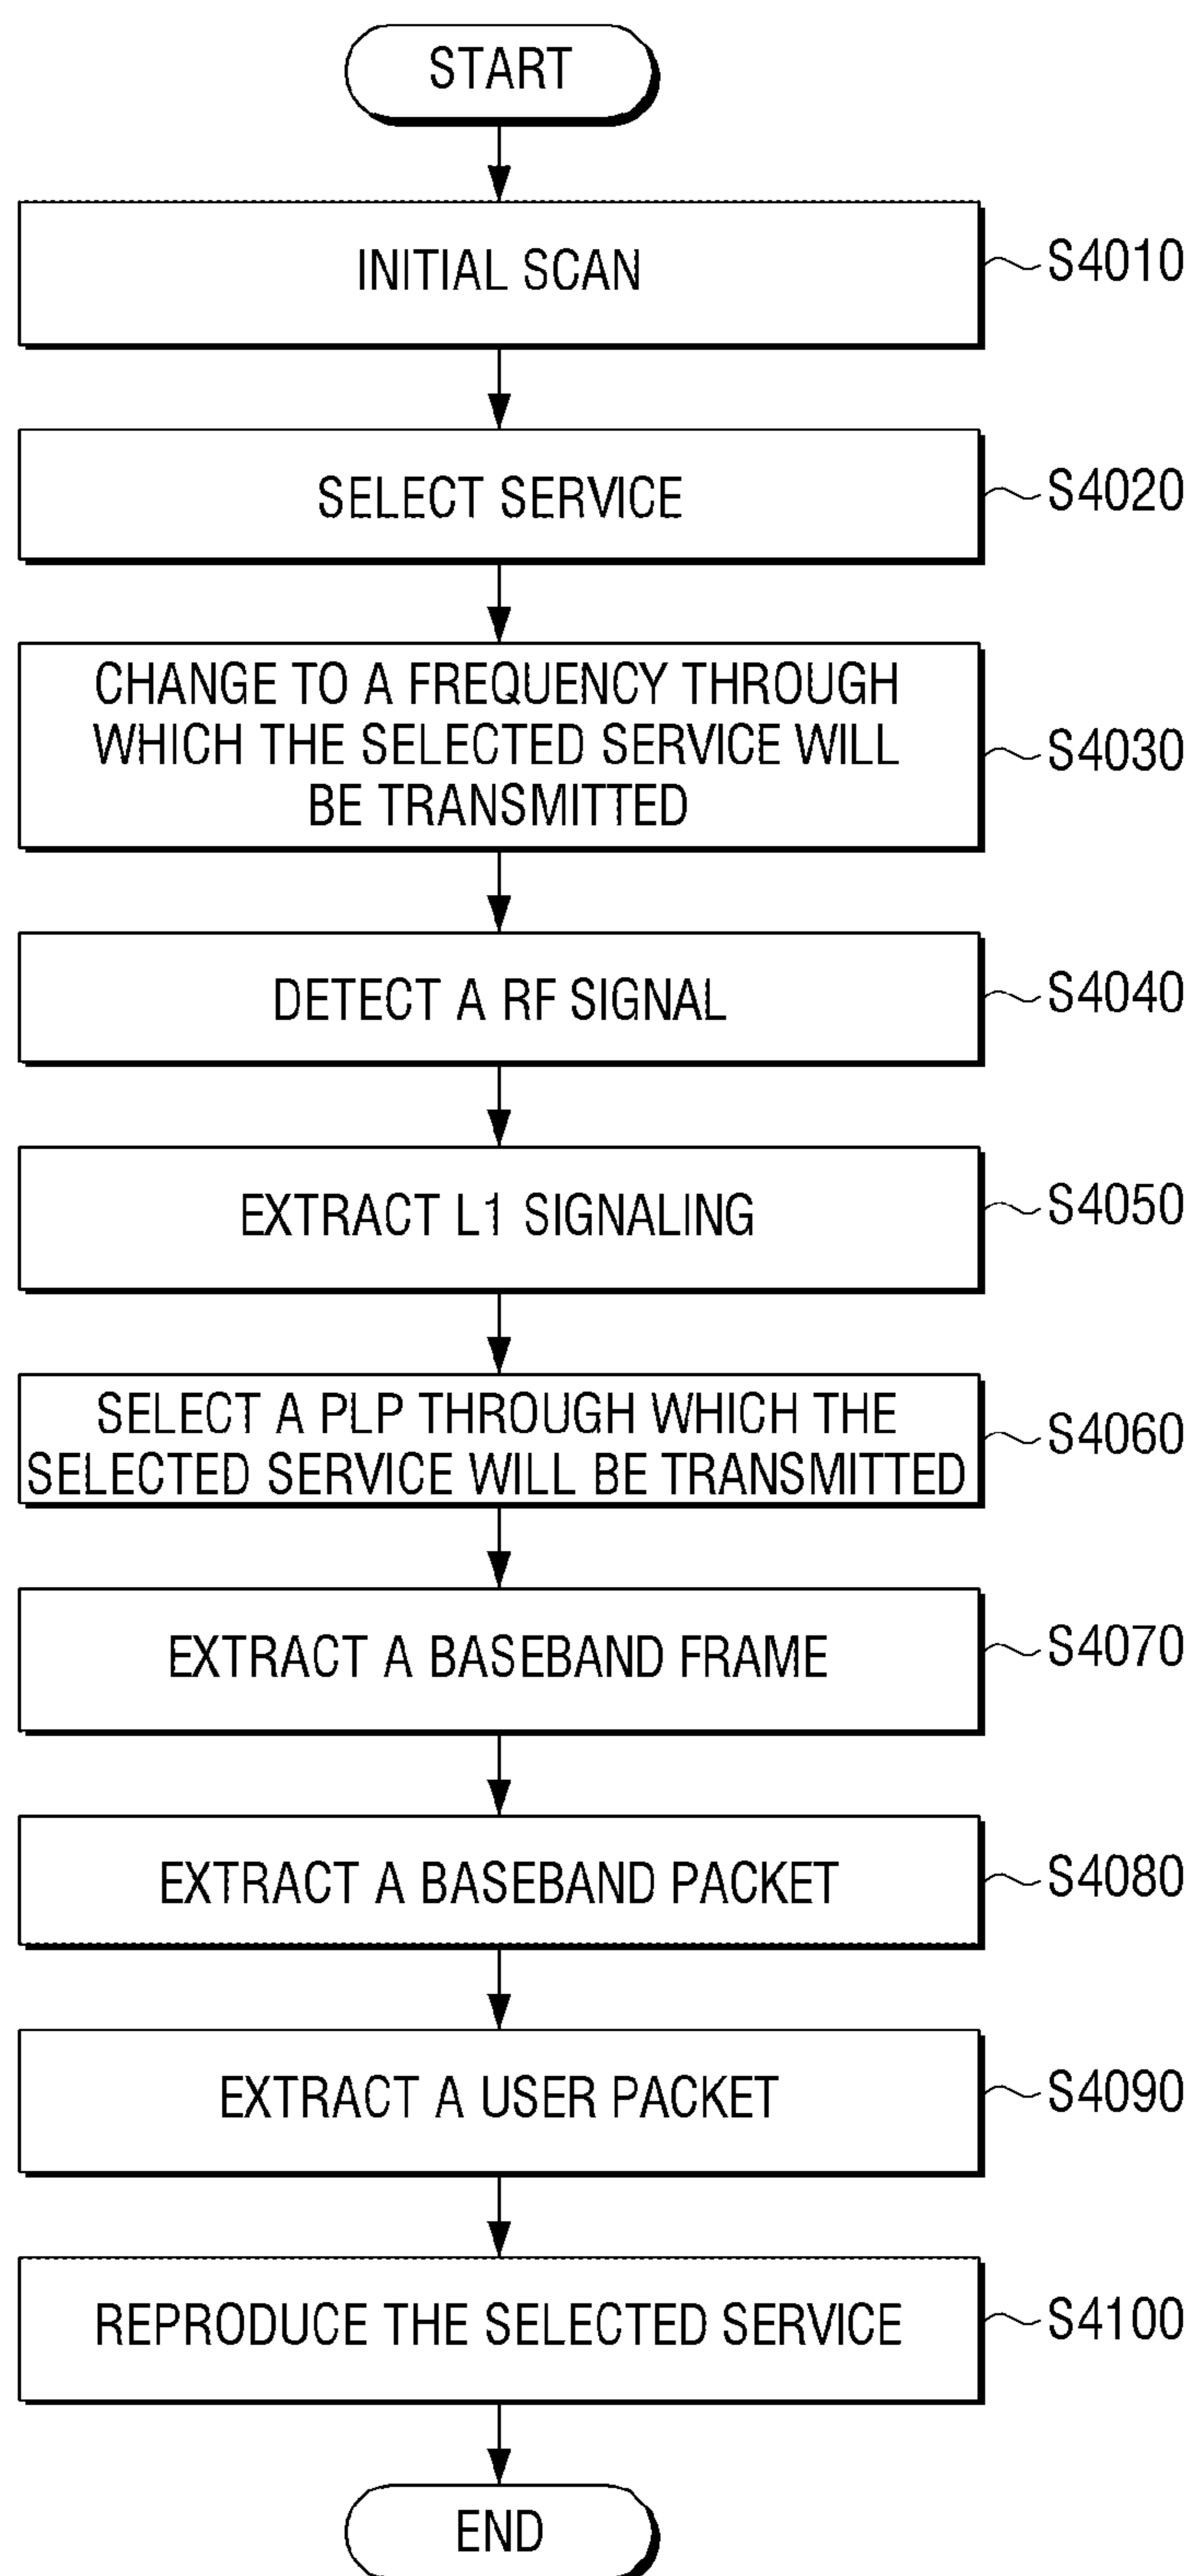 START
INITIAL SCAN
S4010
SELECT SERVICE
S4020
CHANGE TO A FREQUENCY THROUGH
WHICH THE SELECTED SERVICE WILL
BE TRANSMITTED
S4030
DETECT A RF SIGNAL
S4040
EXTRACT L1 SIGNALING
S4050
SELECT A PLP THROUGH WHICH THE
SELECTED SERVICE WILL BE TRANSMITTED
S4060
EXTRACT A BASEBAND FRAME
S4070
EXTRACT A BASEBAND PACKET
S4080
EXTRACT A USER PACKET
S4090
REPRODUCE THE SELECTED SERVICE
S4100
END